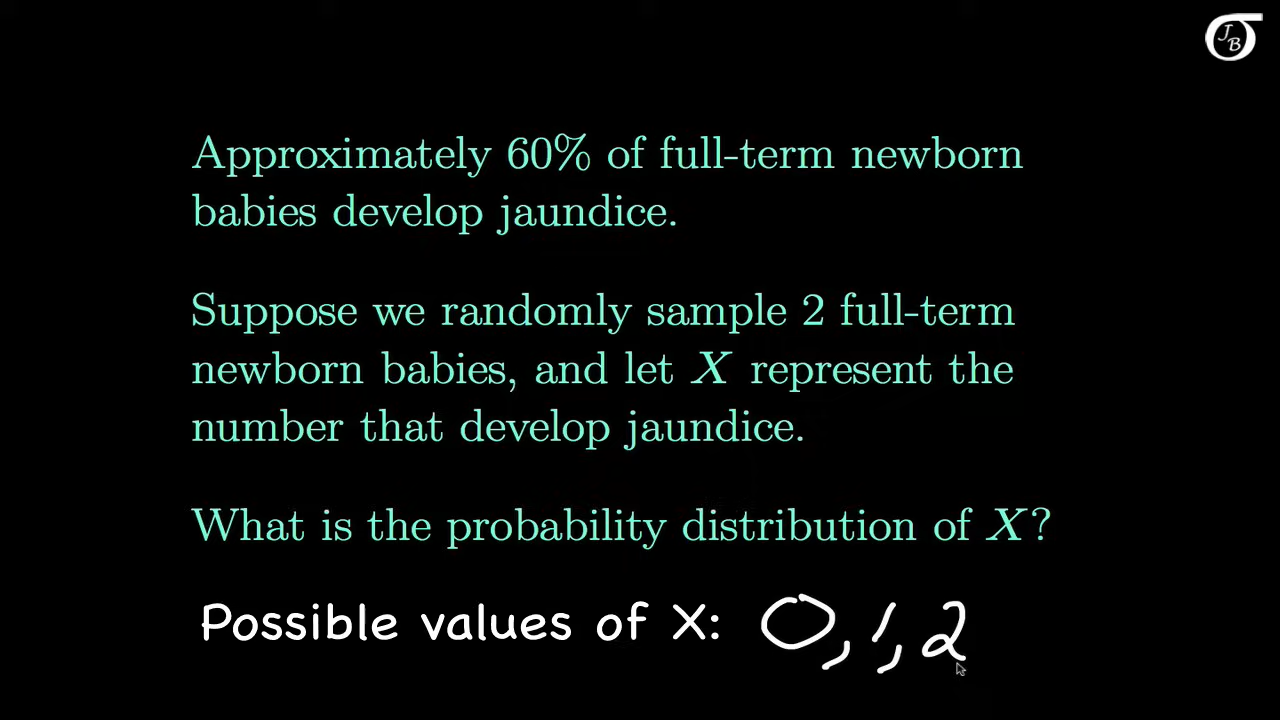 JB
Approximately 60% of full-term newborn
babies develop jaundice.
Suppose we randomly sample 2 full-term
newborn babies, and let X represent the
number that develop jaundice.
What is the probability distribution of X?
Possible values of X: 0, 1, 2